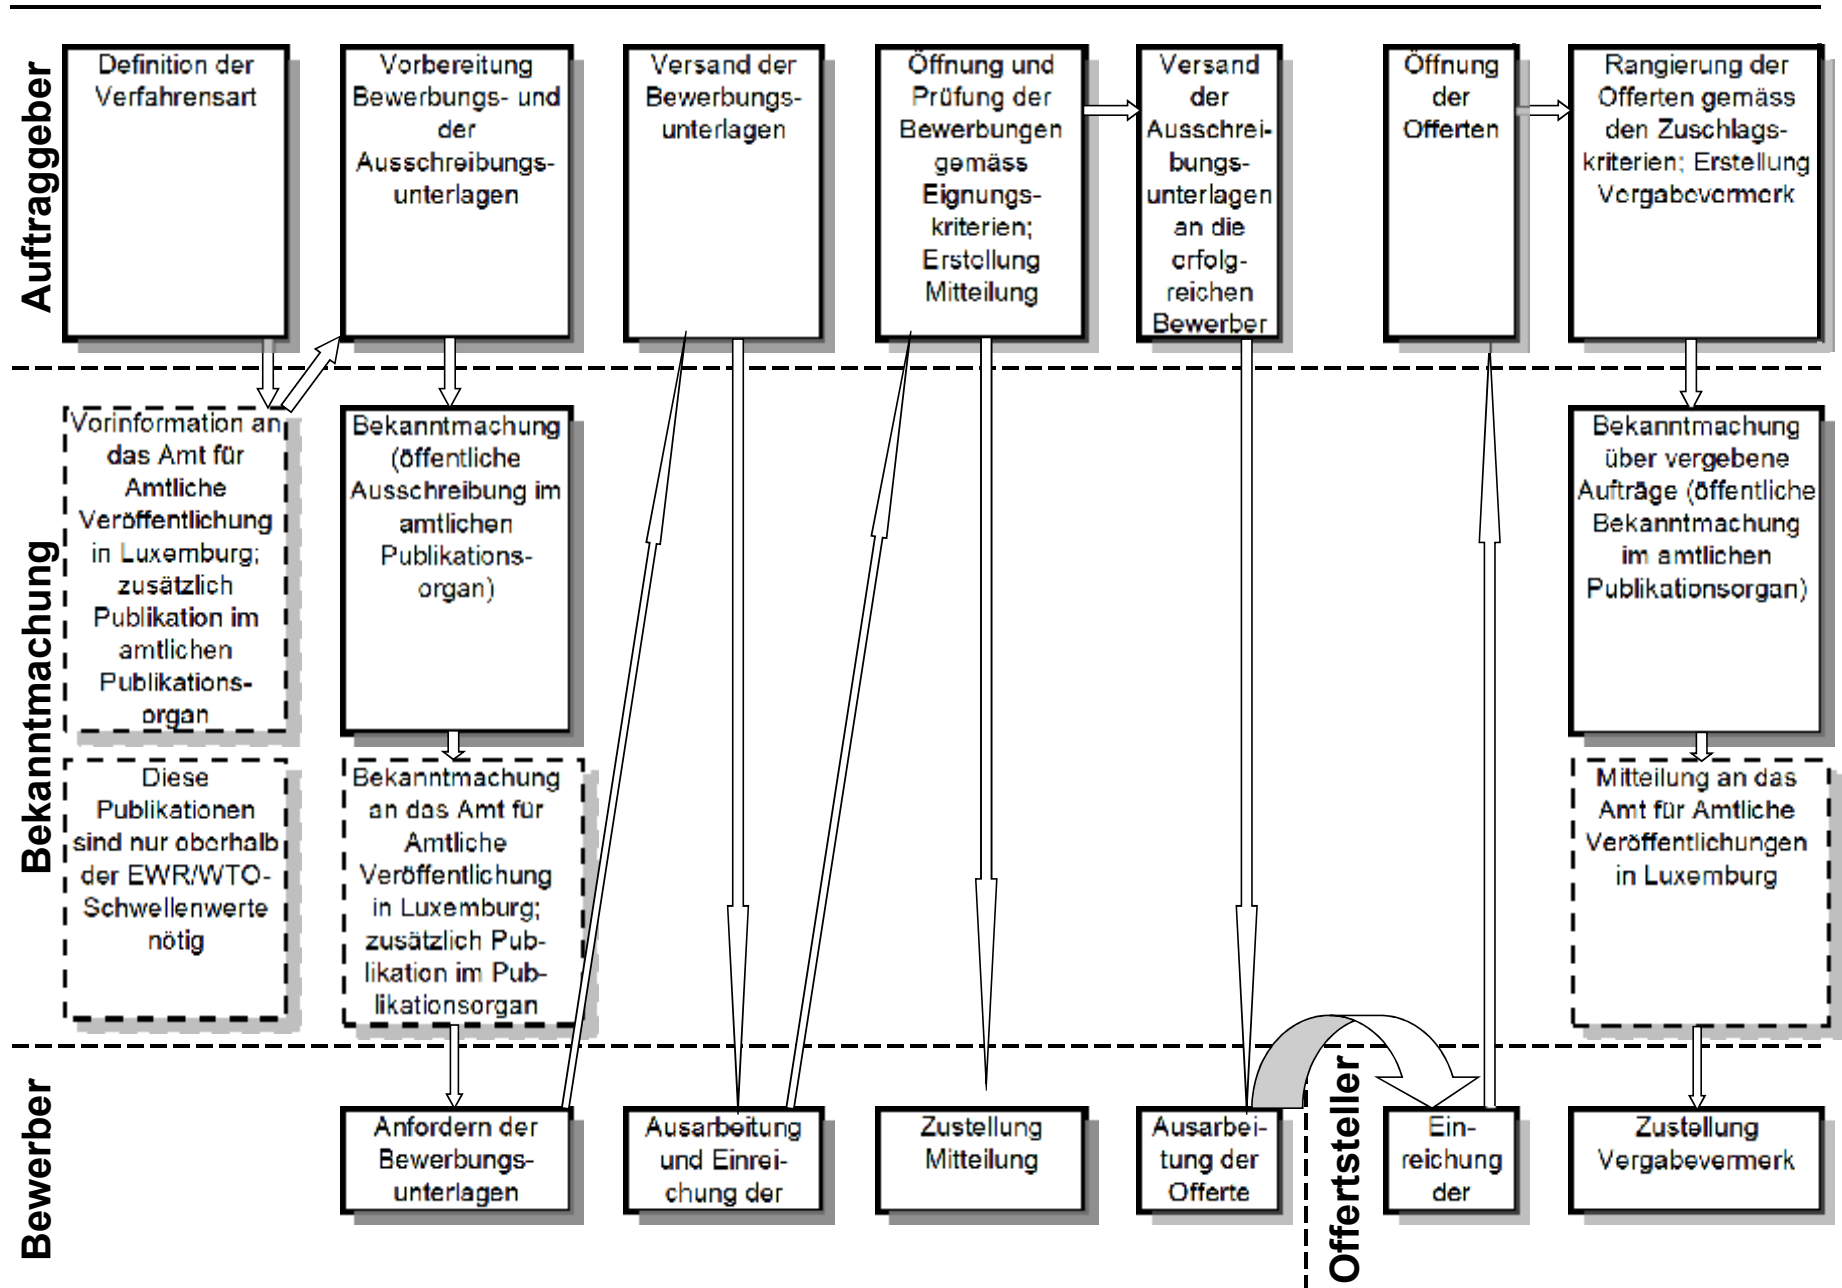 Auftraggeber
Definition der
Verfahrensart
Vorbereitung
Bewerbungs- und
der
Ausschreibungs-
unterlagen
Versand der
Bewerbungs-
unterlagen
Öffnung und
Prüfung der
Bewerbungen
gemäss
Eignungs-
kriterien;
Erstellung
Mitteilung
Versand
der
Ausschrei-
bungs-
unterlagen
an die
erfolg-
reichen
Bewerber
Öffnung
der
Offerten
Rangierung der
Offerten gemäss
den Zuschlags-
kriterien; Erstellung
Vergabevermerk
Bekanntmachung
Vorinformation an
das Amt für
Amtliche
Veröffentlichung
in Luxemburg;
zusätzlich
Publikation im
amtlichen
Publikations-
organ
Bekanntmachung
(öffentliche
Ausschreibung im
amtlichen
Publikations-
organ)
Bekanntmachung
über vergebene
Aufträge (öffentliche
Bekanntmachung
im amtlichen
Publikationsorgan)
Diese
Publikationen
sind nur oberhalb
der EWR/WTO-
Schwellenwerte
nötig
Bekanntmachung
an das Amt für
Amtliche
Veröffentlichung
in Luxemburg;
zusätzlich Pub-
likation im Pub-
likationsorgan
Mitteilung an das
Amt für Amtliche
Veröffentlichungen
in Luxemburg
Bewerber
Anfordern der
Bewerbungs-
unterlagen
Ausarbeitung
und Einrei-
chung der
Zustellung
Mitteilung
Ausarbei-
tung der
Offerte
Offertsteller
Ein-
reichung
der
Zustellung
Vergabevermerk